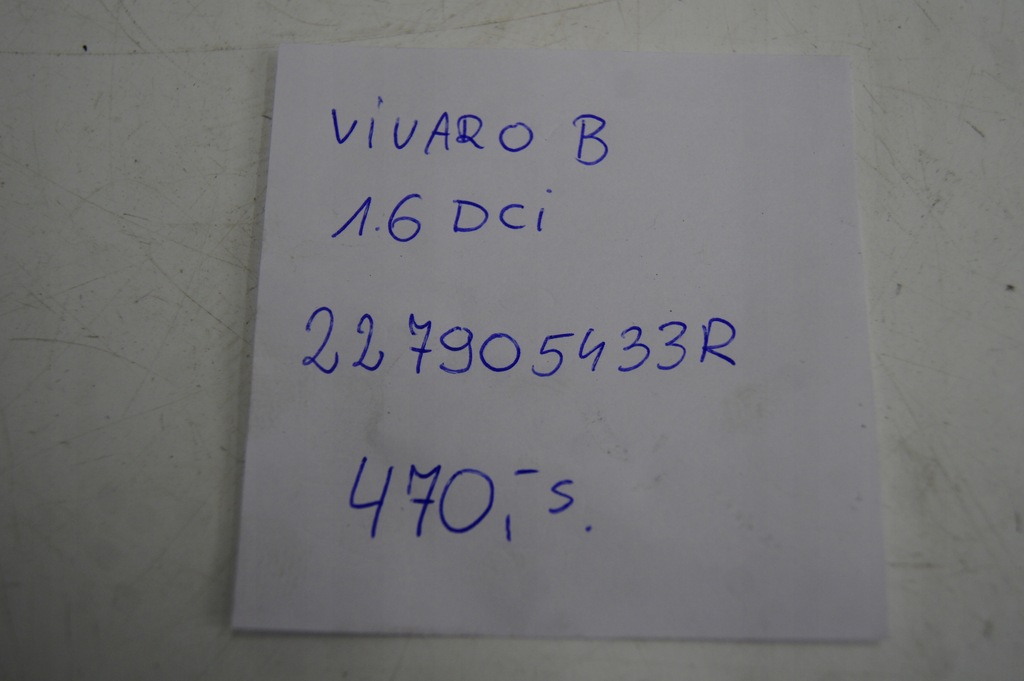 ViVARO B
1.6 DCi
227905433R
470,- s.